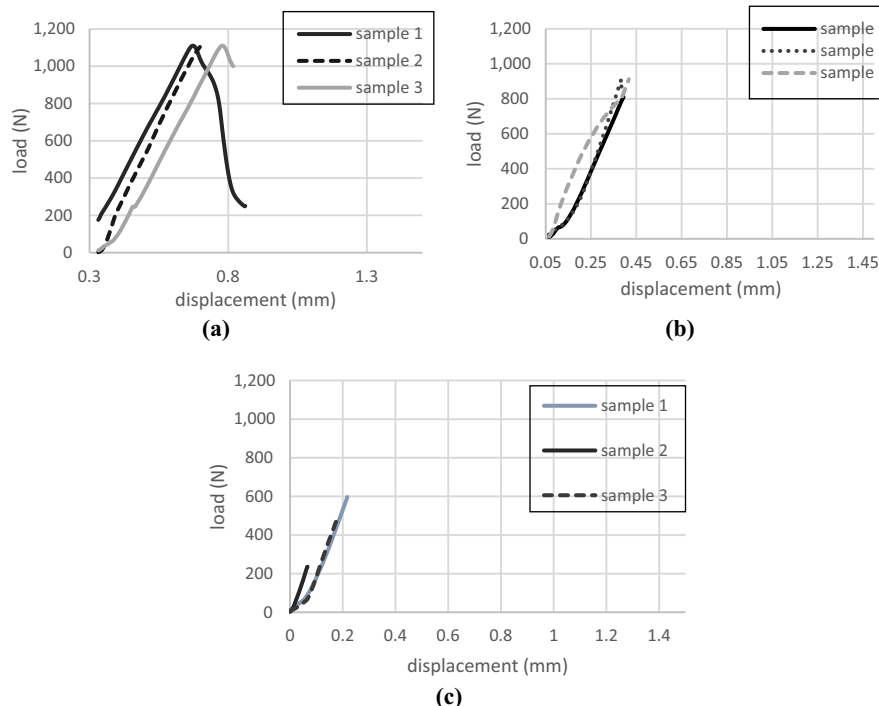 1,200
1,000
800
600
400
200
0
load (N)
0.3 0.8 1.3
displacement (mm)
sample 1
sample 2
sample 3
(a)
1,200
1,000
800
600
400
200
0
load (N)
0.05 0.25 0.45 0.65 0.85 1.05 1.25 1.45
displacement (mm)
sample
sample
sample
(b)
1,200
1,000
800
600
400
200
0
load (N)
0 0.2 0.4 0.6 0.8 1 1.2 1.4
displacement (mm)
sample 1
sample 2
sample 3
(c)